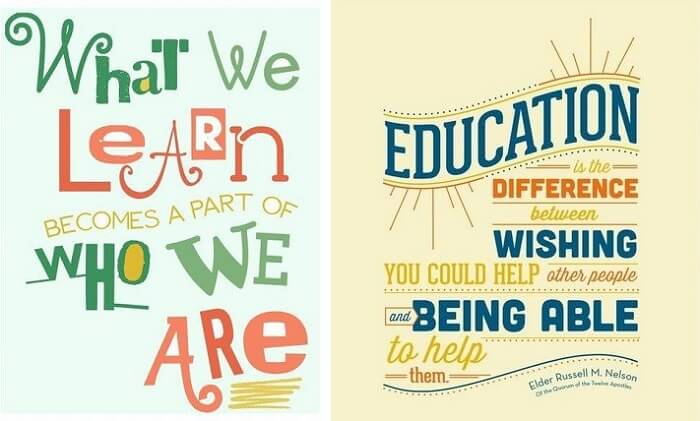 What We
LeARn
BECOMES A PART OF
WHO WE
ARe
EDUCATION
is the
DIFFERENCE
between
WISHING
YOU COULD HELP other people
and BEING ABLE
to help
them.
Elder Russell M. Nelson
Of the Quorum of the Twelve Apostles